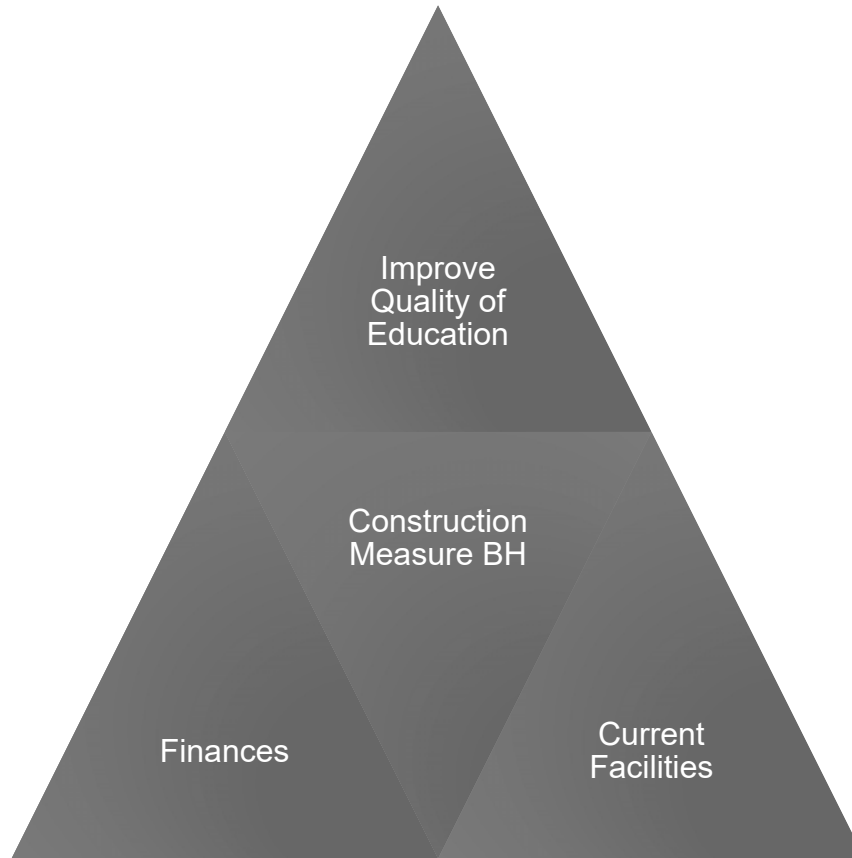 Improve
Quality of
Education
Construction
Measure BH
Finances
Current
Facilities